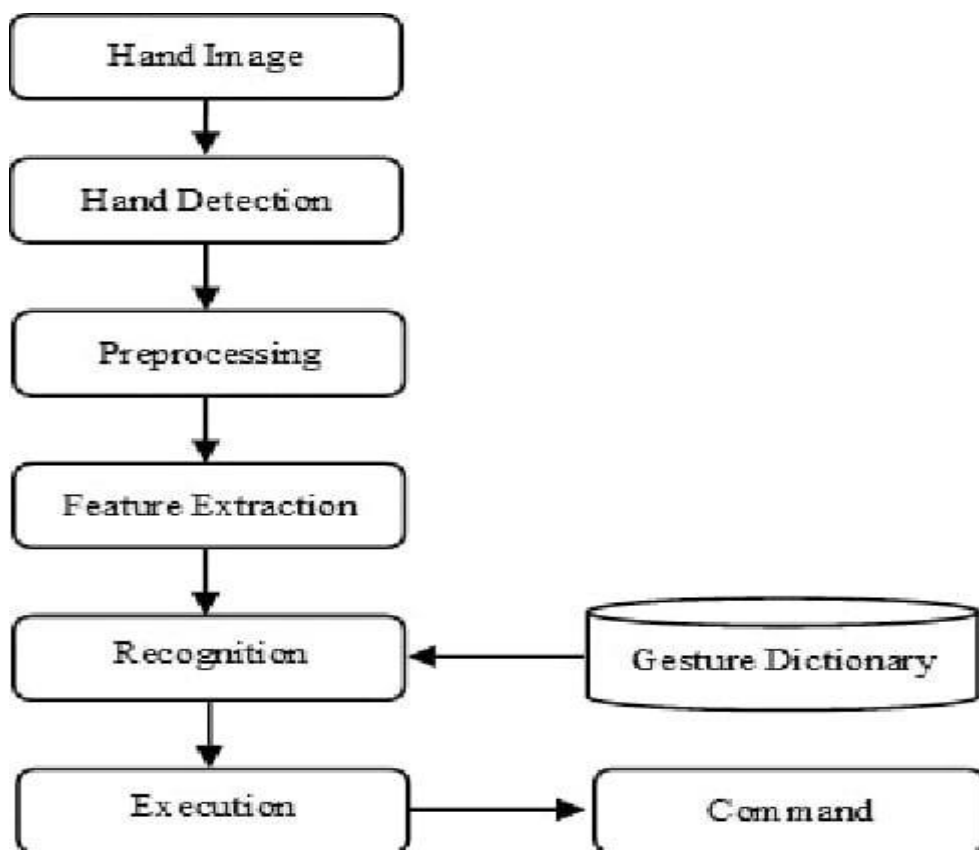 Hand Image
Hand Detection
Preprocessing
Feature Extraction
Recognition
Gesture Dictionary
Execution
Command